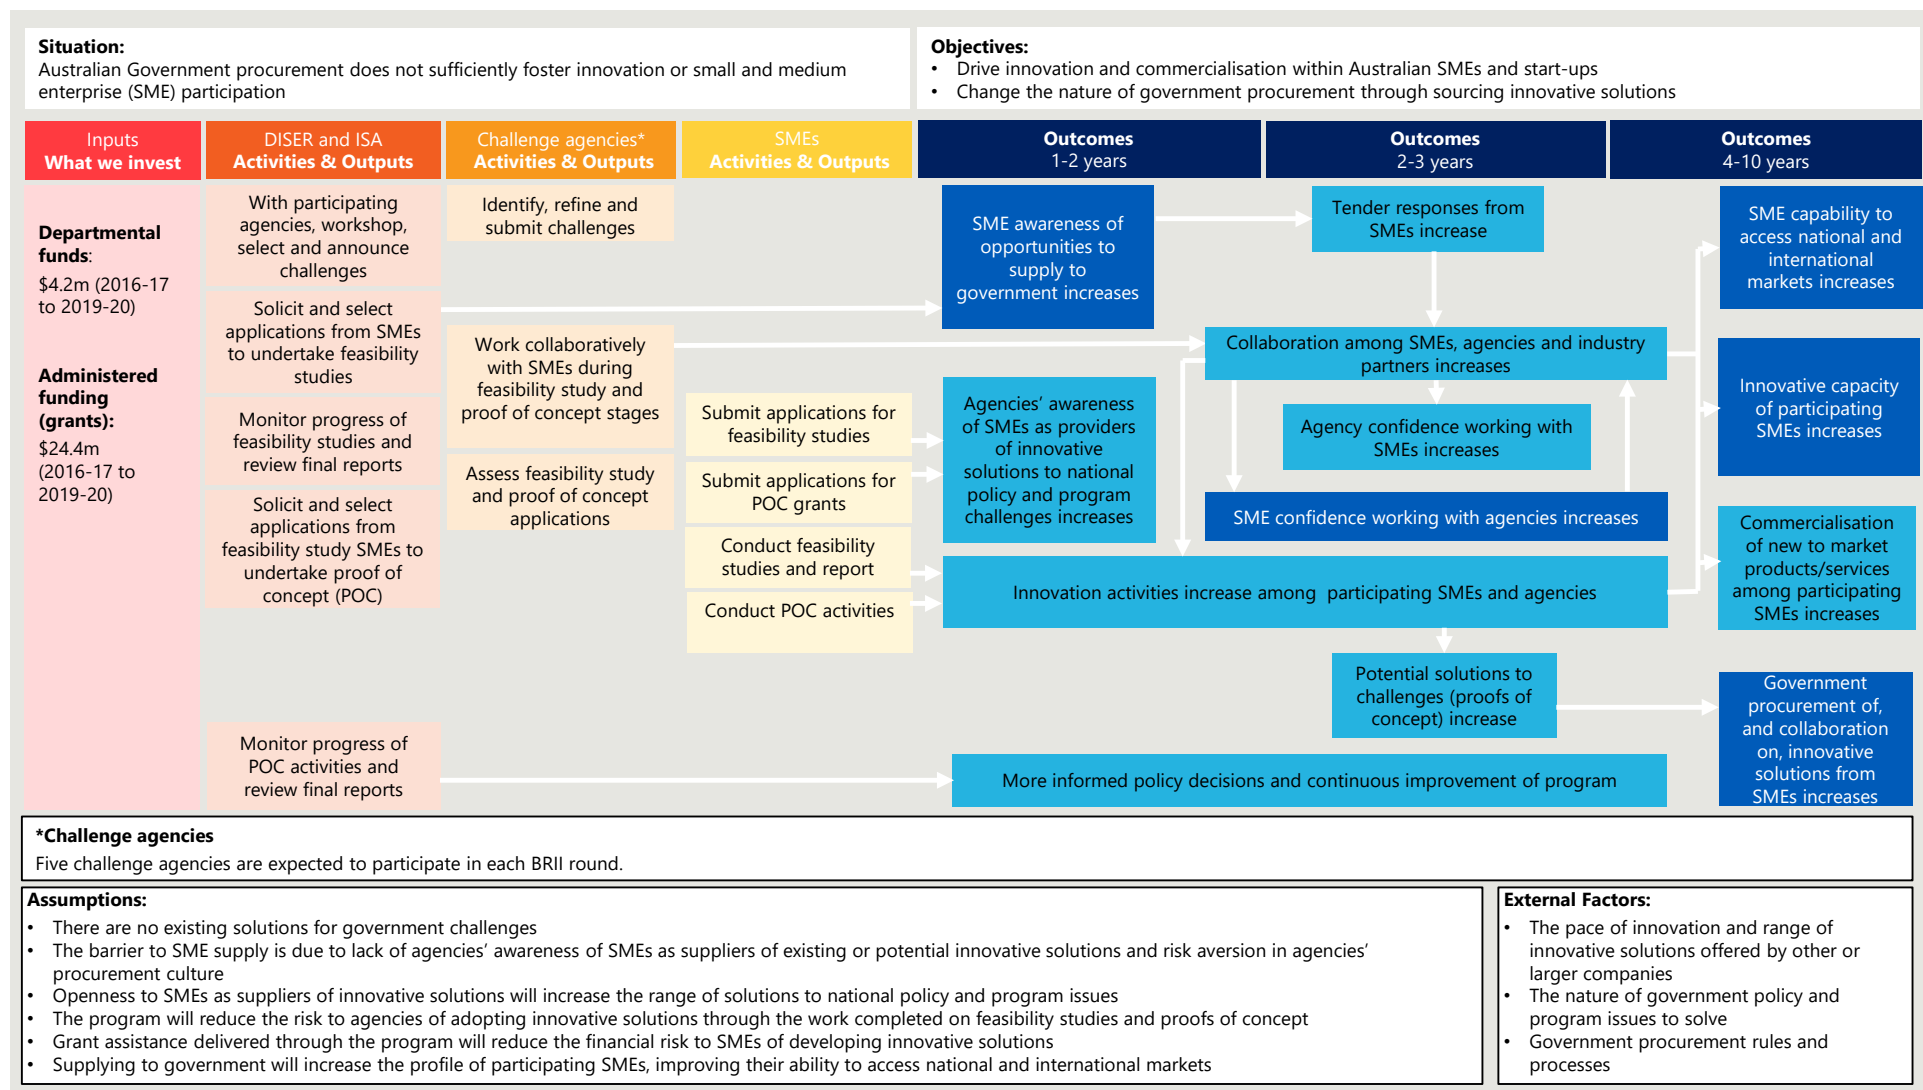 Situation:
Australian Government procurement does not sufficiently foster innovation or small and medium
enterprise (SME) participation
Objectives:
• Drive innovation and commercialisation within Australian SMEs and start-ups
• Change the nature of government procurement through sourcing innovative solutions
Inputs
What we invest
DISER and ISA
Activities & Outputs
Challenge agencies*
Activities & Outputs
SMEs
Activities & Outputs
Outcomes
1-2 years
Outcomes
2-3 years
Outcomes
4-10 years
Departmental
funds:
$4.2m (2016-17
to 2019-20)
Administered
funding
(grants):
$24.4m
(2016-17 to
2019-20)
With participating
agencies, workshop,
select and announce
challenges
Solicit and select
applications from SMEs
to undertake feasibility
studies
Monitor progress of
feasibility studies and
review final reports
Solicit and select
applications from
feasibility study SMEs to
undertake proof of
concept (POC)
Monitor progress of
POC activities and
review final reports
Identify, refine and
submit challenges
Work collaboratively
with SMEs during
feasibility study and
proof of concept stages
Assess feasibility study
and proof of concept
applications
Submit applications for
feasibility studies
Submit applications for
POC grants
Conduct feasibility
studies and report
Conduct POC activities
SME awareness of
opportunities to
supply to
government increases
Agencies’ awareness
of SMEs as providers
of innovative
solutions to national
policy and program
challenges increases
Tender responses from
SMEs increase
Collaboration among SMEs, agencies and industry
partners increases
Agency confidence working with
SMEs increases
SME confidence working with agencies increases
Innovation activities increase among participating SMEs and agencies
Potential solutions to
challenges (proofs of
concept) increase
More informed policy decisions and continuous improvement of program
SME capability to
access national and
international
markets increases
Innovative capacity
of participating
SMEs increases
Commercialisation
of new to market
products/services
among participating
SMEs increases
Government
procurement of,
and collaboration
on, innovative
solutions from
SMEs increases
*Challenge agencies
Five challenge agencies are expected to participate in each BRII round.
Assumptions:
• There are no existing solutions for government challenges
• The barrier to SME supply is due to lack of agencies’ awareness of SMEs as suppliers of existing or potential innovative solutions and risk aversion in agencies’
procurement culture
• Openness to SMEs as suppliers of innovative solutions will increase the range of solutions to national policy and program issues
• The program will reduce the risk to agencies of adopting innovative solutions through the work completed on feasibility studies and proofs of concept
• Grant assistance delivered through the program will reduce the financial risk to SMEs of developing innovative solutions
• Supplying to government will increase the profile of participating SMEs, improving their ability to access national and international markets
External Factors:
• The pace of innovation and range of
innovative solutions offered by other or
larger companies
• The nature of government policy and
program issues to solve
• Government procurement rules and
processes